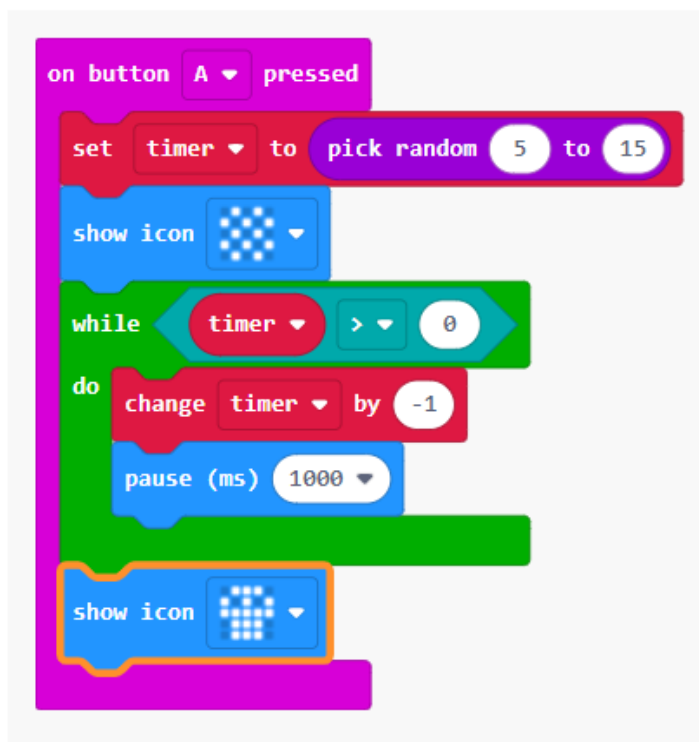 on button A pressed
set timer to pick random 5 to 15
show icon
while timer > 0
do
change timer by -1
pause (ms) 1000
show icon